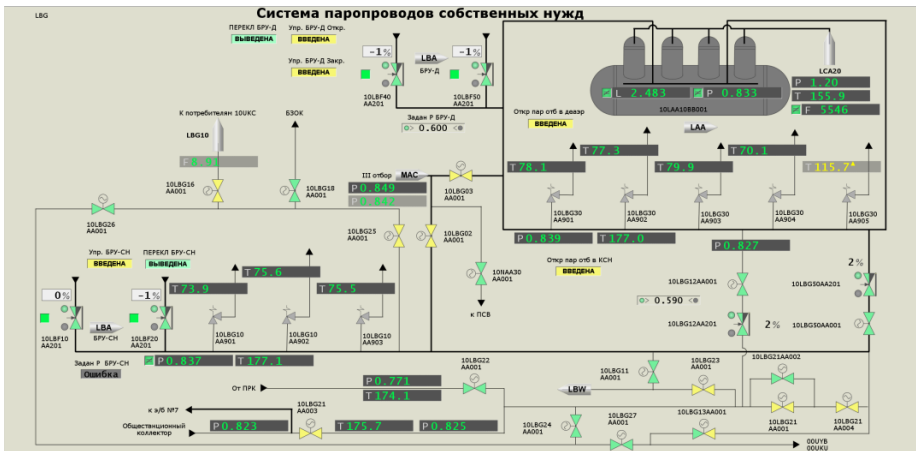 LBG
Система паропроводов собственных нужд
ПЕРЕКЛ БРУ-Д
ВЫВЕДЕНА
Упр. БРУ-Д Откр.
ВВЕДЕНА
Упр. БРУ-Д Закр.
ВВЕДЕНА
-1%
LBA
БРУ-Д
-1%
10LBF40
AA201
10LBF50
AA201
Задан Р БРУ-Д
0.600
L 2.483
P 0.833
10LAA10BB001
LAA
LCA20
P 1.20
T 155.9
F 5546
Откр пар отб в деаэр
ВВЕДЕНА
T 78.1
T 77.3
T 79.9
T 70.1
T 115.7*
10LBG30
AA901
10LBG30
AA902
10LBG30
AA903
10LBG30
AA904
10LBG30
AA905
К потребителям 10UKC
LBG10
БЗОК
10LBG16
AA001
10LBG18
AA001
10LBG26
AA001
III отбор
MAC
P 0.849
10LBG03
AA001
10LBG25
AA001
10LBG02
AA001
P 0.839
T 177.0
P 0.827
Откр пар отб в КСН
ВВЕДЕНА
10NAA30
AA001
к ПСВ
Упр. БРУ-СН
ВВЕДЕНА
ПЕРЕКЛ БРУ-СН
ВЫВЕДЕНА
0%
-1%
T 73.9
T 75.6
T 75.5
10LBF10
AA201
LBA
БРУ-СН
10LBF20
AA201
10LBG10
AA901
10LBG10
AA902
10LBG10
AA903
Задан Р БРУ-СН
Ошибка
P 0.837
T 177.1
10LBG12AA001
0.590
10LBG12AA201
2%
2%
10LBG50AA201
10LBG50AA001
10LBG22
AA001
От ПРК
P 0.771
T 174.1
10LBG11
AA001
LBW
10LBG23
AA001
10LBG21AA002
10LBG21
AA001
10LBG21
AA004
к э/б №7
10LBG21
AA003
Общестанционный
коллектор
P 0.823
T 175.7
P 0.825
10LBG24
AA001
10LBG27
AA001
10LBG13AA001
00UYB
00UKU